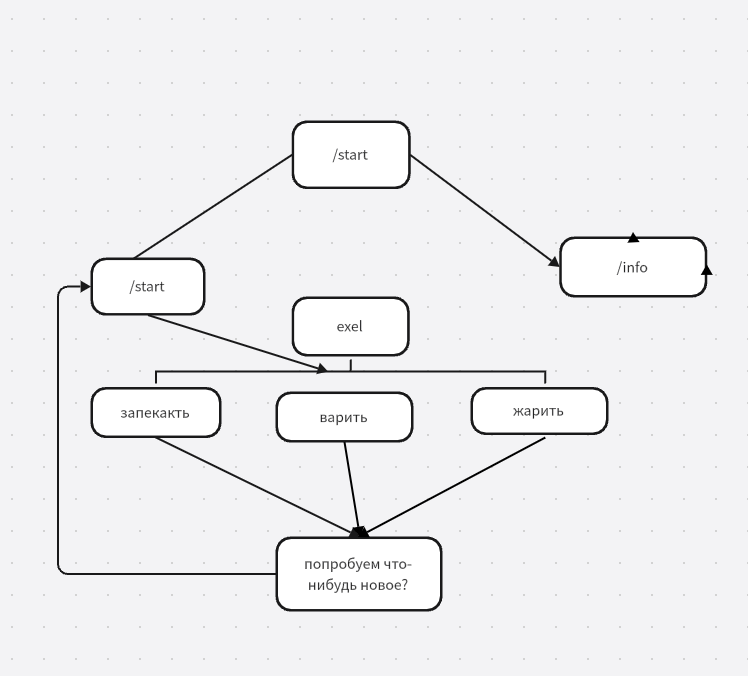 /start
/info
/start
exel
запекакть
варить
жарить
попробуем что-
нибудь новое?